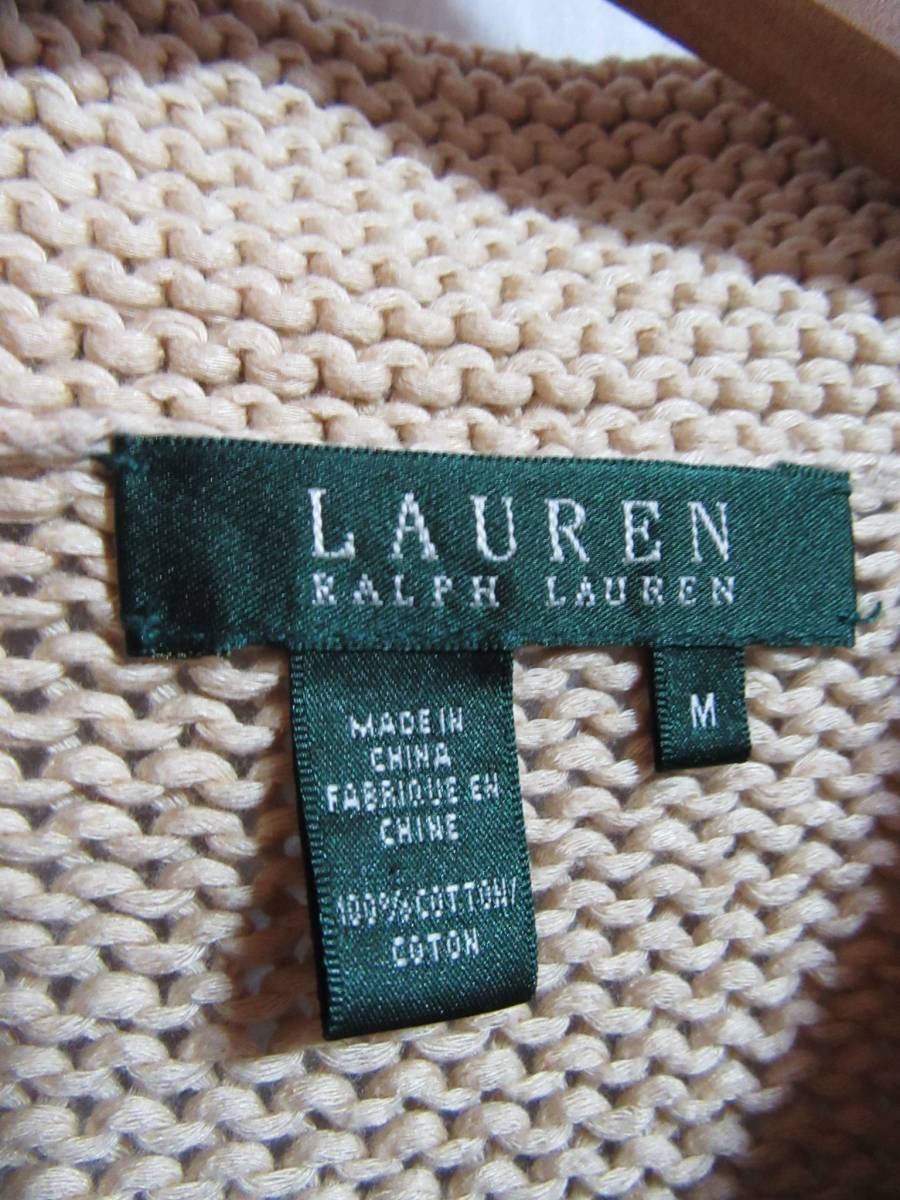 LAUREN
RALPH LAUREN
M
MADE IN
CHINA
FABRIQUE EN
CHINE
100% COTTON/
COTON